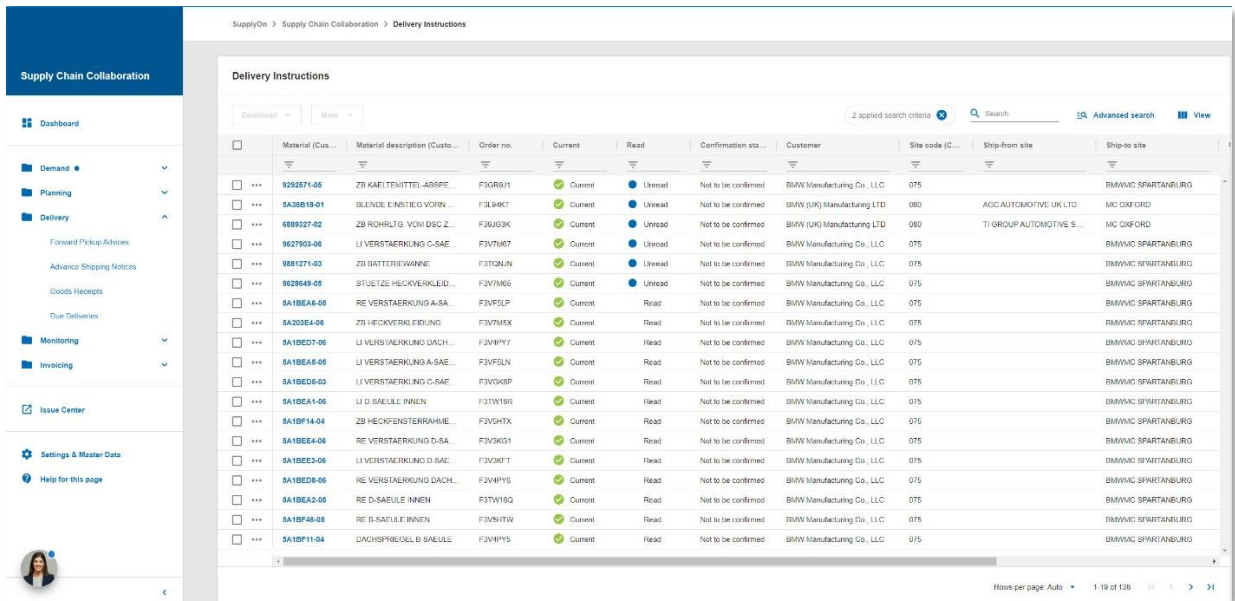 SupplyOn > Supply Chain Collaboration > Delivery Instructions
Supply Chain Collaboration
Dashboard
Demand
Planning
Delivery
Forward Pickup Advices
Advance Shipping Notices
Goods Receipts
Due Deliveries
Monitoring
Invoicing
Issue Center
Settings & Master Data
Help for this page
Delivery Instructions
Download More 2 applied search criteria Search Advanced search View
Material (Cus... Material description (Custo... Order no. Current Read Confirmation sta... Customer Site code (C... Ship-from site Ship-to site
9292571-05 ZB KAELTEMITTEL-ABSPE... F3GR9J1 Current Unread Not to be confirmed BMW Manufacturing Co., LLC 075 BMWMC SPARTANBURG
5A36B18-01 BLENDE EINSTIEG VORN ... F3L94KT Current Unread Not to be confirmed BMW (UK) Manufacturing LTD 080 AGC AUTOMOTIVE UK LTD MC OXFORD
6889327-02 ZB ROHRLTG. VOM DSC Z... F39JG3K Current Unread Not to be confirmed BMW (UK) Manufacturing LTD 080 TI GROUP AUTOMOTIVE S... MC OXFORD
9627903-06 LI VERSTAERKUNG C-SAE... F3V7M67 Current Unread Not to be confirmed BMW Manufacturing Co., LLC 075 BMWMC SPARTANBURG
9881271-03 ZB BATTERIEWANNE F3TQNJN Current Unread Not to be confirmed BMW Manufacturing Co., LLC 075 BMWMC SPARTANBURG
9628649-05 STUETZE HECKVERKLEID... F3V7M65 Current Unread Not to be confirmed BMW Manufacturing Co., LLC 075 BMWMC SPARTANBURG
5A1BEA6-05 RE VERSTAERKUNG A-SA... F3VF5LP Current Read Not to be confirmed BMW Manufacturing Co., LLC 075 BMWMC SPARTANBURG
5A203E4-06 ZB HECKVERKLEIDUNG F3V7M5X Current Read Not to be confirmed BMW Manufacturing Co., LLC 075 BMWMC SPARTANBURG
5A1BED7-06 LI VERSTAERKUNG DACH... F3V4PY7 Current Read Not to be confirmed BMW Manufacturing Co., LLC 075 BMWMC SPARTANBURG
5A1BEA5-05 LI VERSTAERKUNG A-SAE... F3VF5LN Current Read Not to be confirmed BMW Manufacturing Co., LLC 075 BMWMC SPARTANBURG
5A1BED5-03 LI VERSTAERKUNG C-SAE... F3VGK6P Current Read Not to be confirmed BMW Manufacturing Co., LLC 075 BMWMC SPARTANBURG
5A1BEA1-06 LI D-SAEULE INNEN F3TW16R Current Read Not to be confirmed BMW Manufacturing Co., LLC 075 BMWMC SPARTANBURG
5A1BF14-04 ZB HECKFENSTERRAHME... F3V5HTX Current Read Not to be confirmed BMW Manufacturing Co., LLC 075 BMWMC SPARTANBURG
5A1BEE4-06 RE VERSTAERKUNG D-SA... F3V3KG1 Current Read Not to be confirmed BMW Manufacturing Co., LLC 075 BMWMC SPARTANBURG
5A1BEE3-06 LI VERSTAERKUNG D-SAE... F3V3KFT Current Read Not to be confirmed BMW Manufacturing Co., LLC 075 BMWMC SPARTANBURG
5A1BED8-06 RE VERSTAERKUNG DACH... F3V4PY6 Current Read Not to be confirmed BMW Manufacturing Co., LLC 075 BMWMC SPARTANBURG
5A1BEA2-05 RE D-SAEULE INNEN F3TW16Q Current Read Not to be confirmed BMW Manufacturing Co., LLC 075 BMWMC SPARTANBURG
5A1BF46-05 RE B-SAEULE INNEN F3V5HTW Current Read Not to be confirmed BMW Manufacturing Co., LLC 075 BMWMC SPARTANBURG
5A1BF11-04 DACHSPRIEGEL B-SAEULE F3V4PY5 Current Read Not to be confirmed BMW Manufacturing Co., LLC 075 BMWMC SPARTANBURG
Rows per page: Auto 1-19 of 136